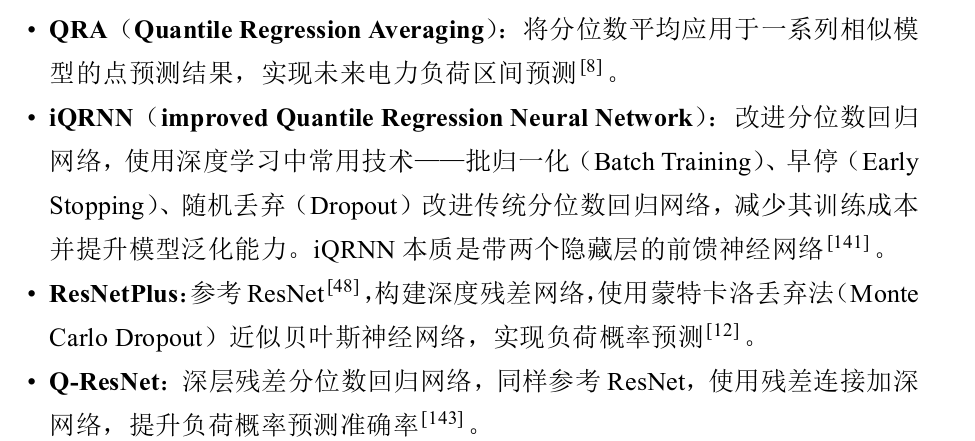 • QRA（Quantile Regression Averaging）：将分位数平均应用于一系列相似模
型的点预测结果，实现未来电力负荷区间预测[8]。
• iQRNN（improved Quantile Regression Neural Network）：改进分位数回归
网络，使用深度学习中常用技术——批归一化（Batch Training）、早停（Early
Stopping）、随机丢弃（Dropout）改进传统分位数回归网络，减少其训练成本
并提升模型泛化能力。iQRNN 本质是带两个隐藏层的前馈神经网络[141]。
• ResNetPlus：参考 ResNet[48]，构建深度残差网络，使用蒙特卡洛丢弃法（Monte
Carlo Dropout）近似贝叶斯神经网络，实现负荷概率预测[12]。
• Q-ResNet：深层残差分位数回归网络，同样参考 ResNet，使用残差连接加深
网络，提升负荷概率预测准确率[143]。